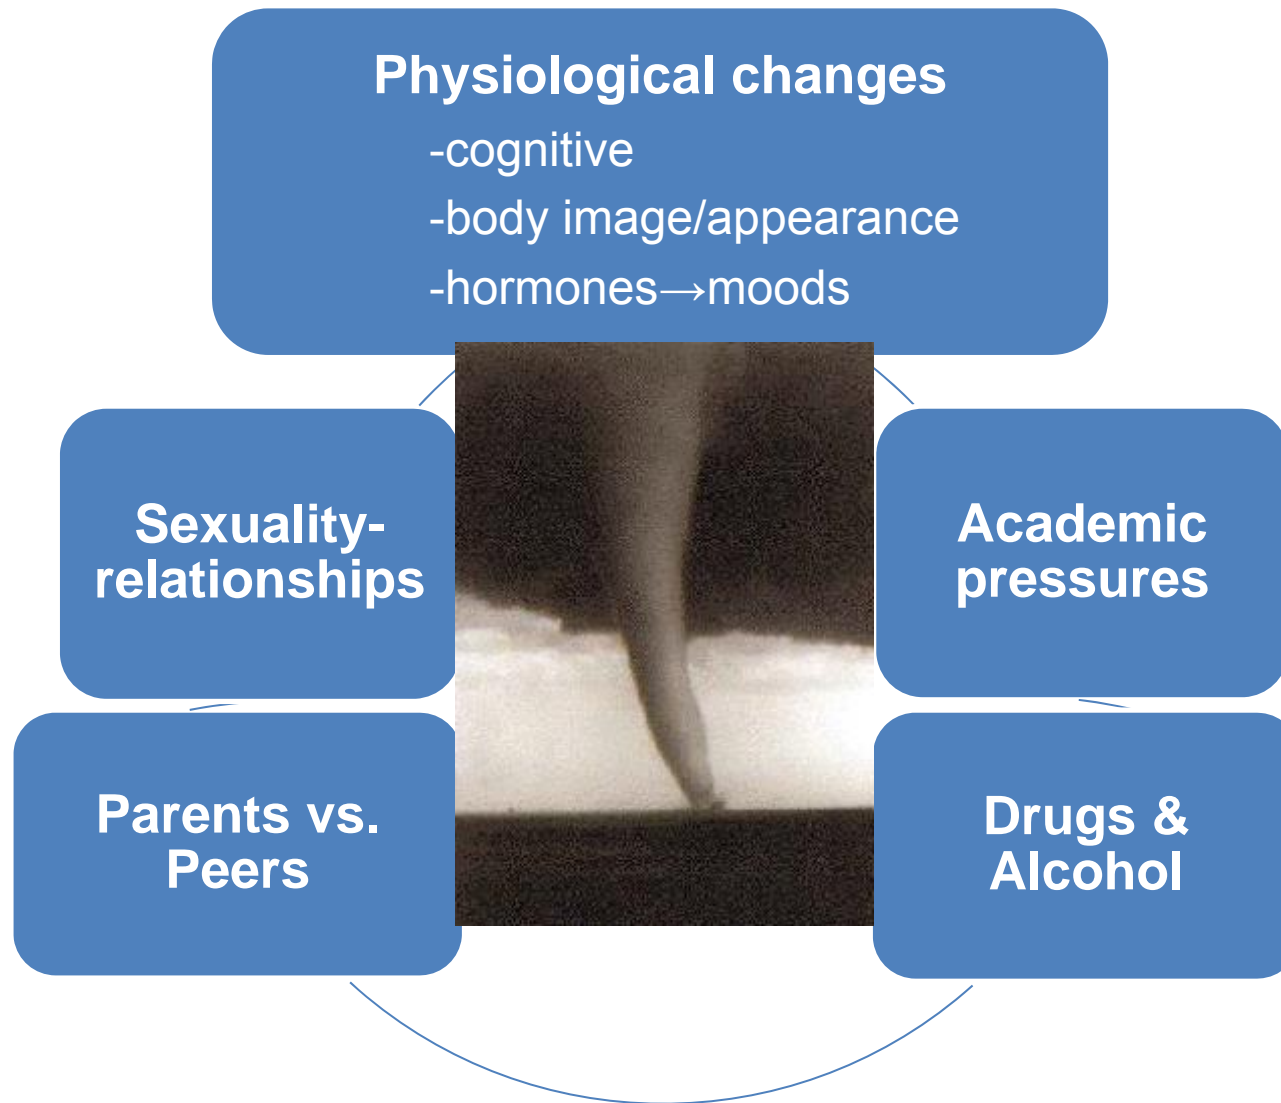 Physiological changes
-cognitive
-body image/appearance
-hormones→moods
Sexuality-
relationships
Academic
pressures
Parents vs.
Peers
Drugs &
Alcohol